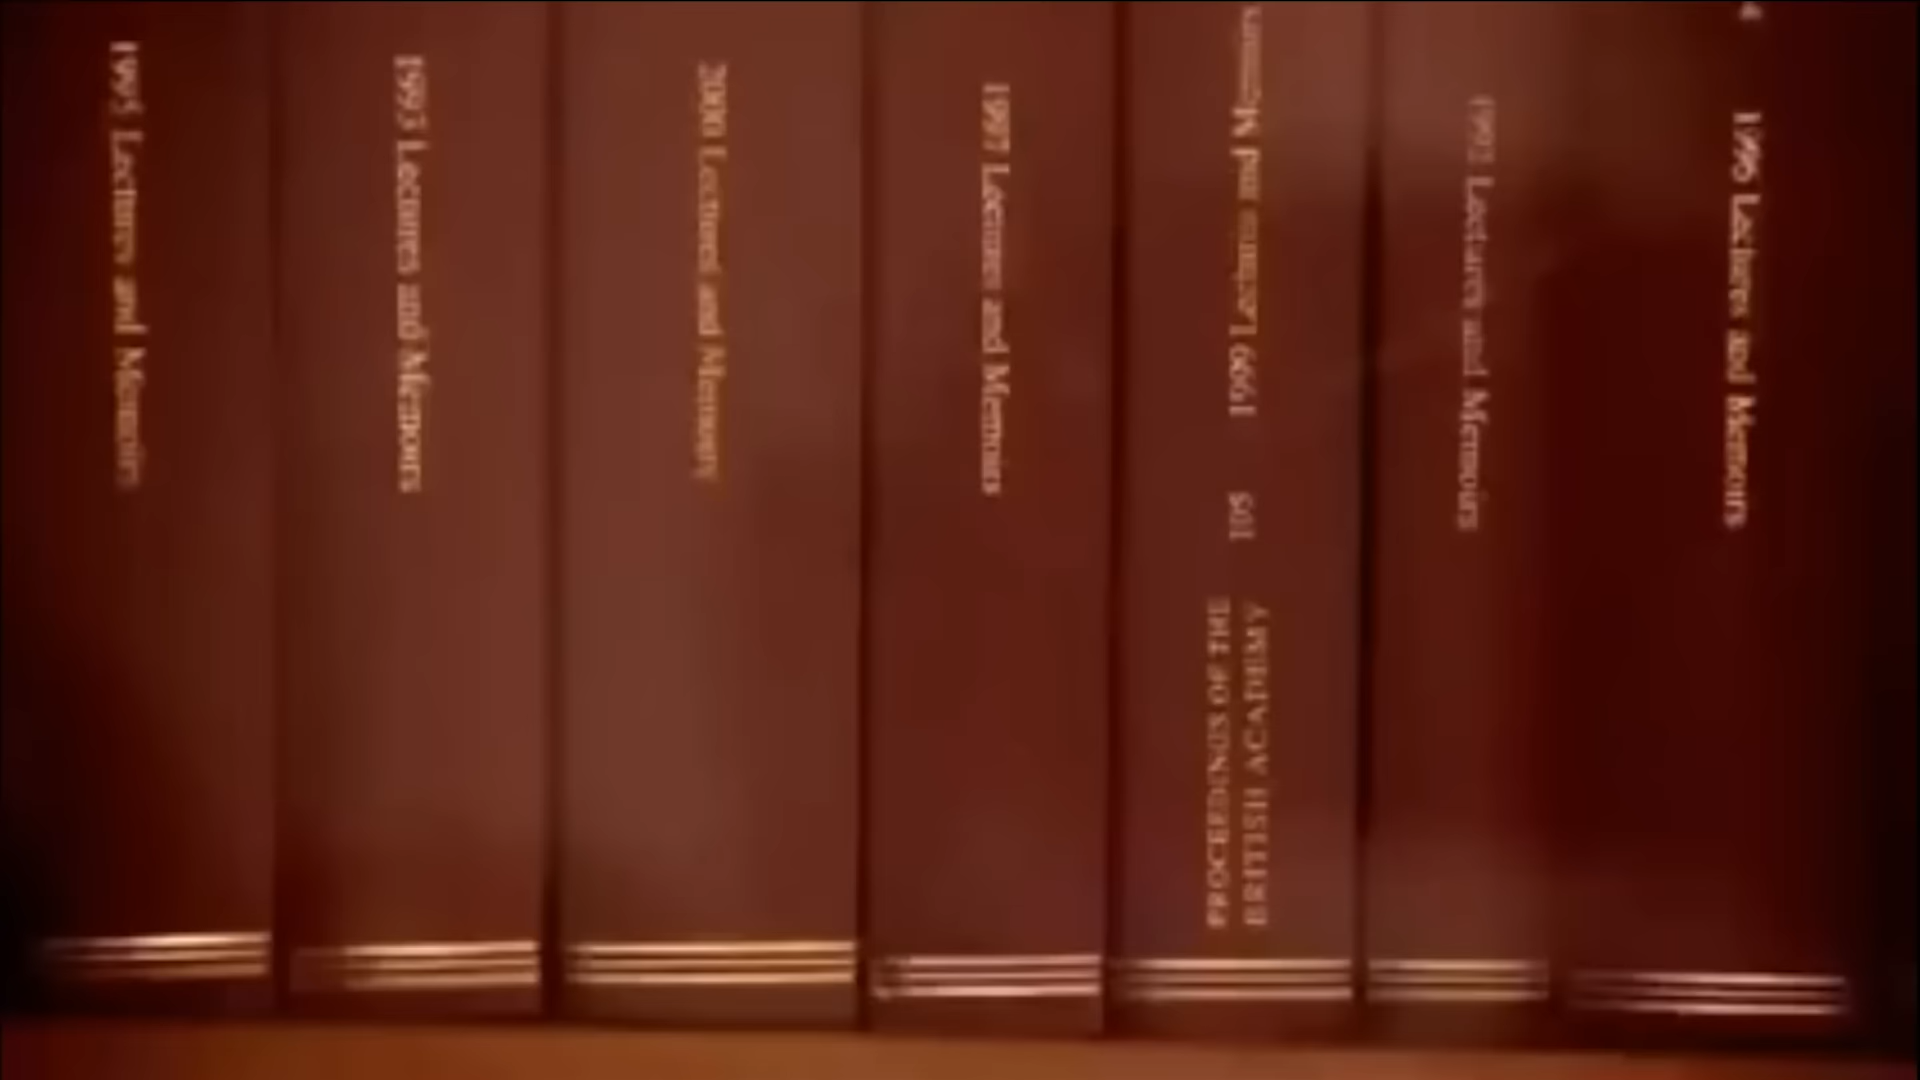 1995 Lectures and Memoirs
1993 Lectures and Memoirs
2000 Lectures and Memoirs
1997 Lectures and Memoirs
PROCEEDINGS OF THE
BRITISH ACADEMY
105
1999 Lectures and Memoirs
Lectures and Memoirs
1996 Lectures and Memoirs